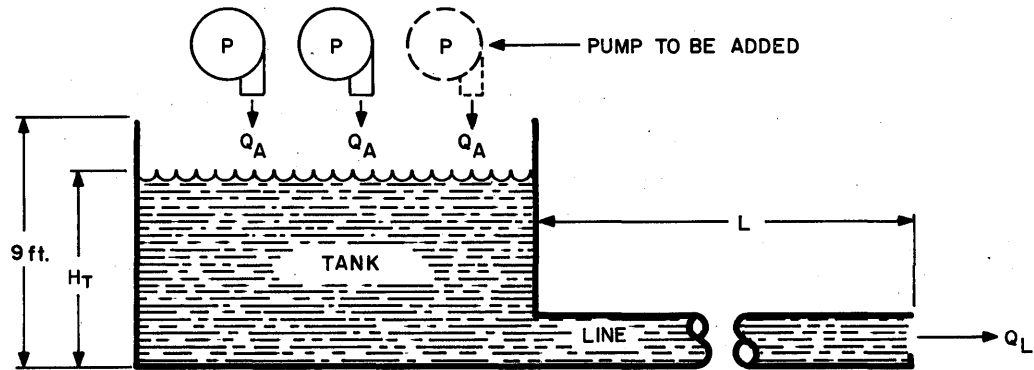 P P P PUMP TO BE ADDED
Q_A Q_A Q_A
L
9 ft.
H_T
TANK
LINE
Q_L